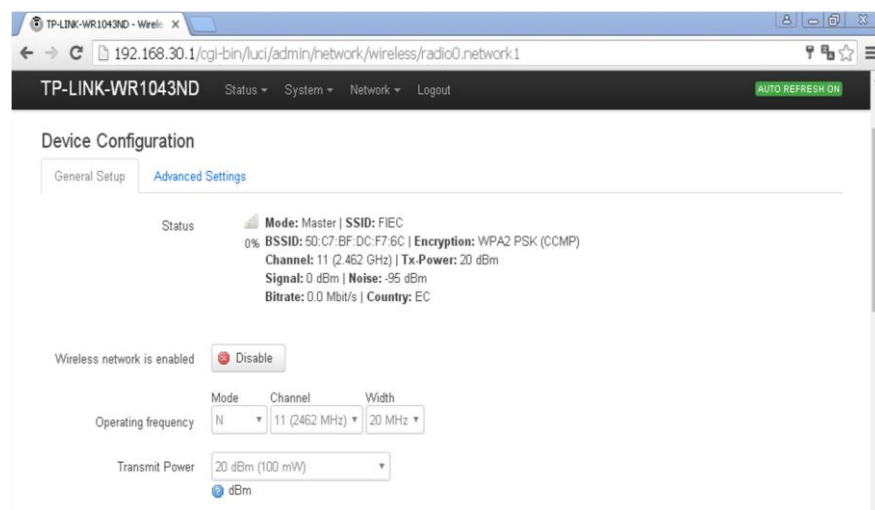 TP-LINK-WR1043ND - Wirele
192.168.30.1/cgi-bin/luci/admin/network/wireless/radio0.network1
TP-LINK-WR1043ND Status System Network Logout AUTO REFRESH ON
Device Configuration
General Setup Advanced Settings
Status
0%
Mode: Master | SSID: FIEC
BSSID: 50:C7:BF:DC:F7:6C | Encryption: WPA2 PSK (CCMP)
Channel: 11 (2.462 GHz) | Tx-Power: 20 dBm
Signal: 0 dBm | Noise: -95 dBm
Bitrate: 0.0 Mbit/s | Country: EC
Wireless network is enabled Disable
Mode Channel Width
Operating frequency N 11 (2462 MHz) 20 MHz
Transmit Power 20 dBm (100 mW)
dBm